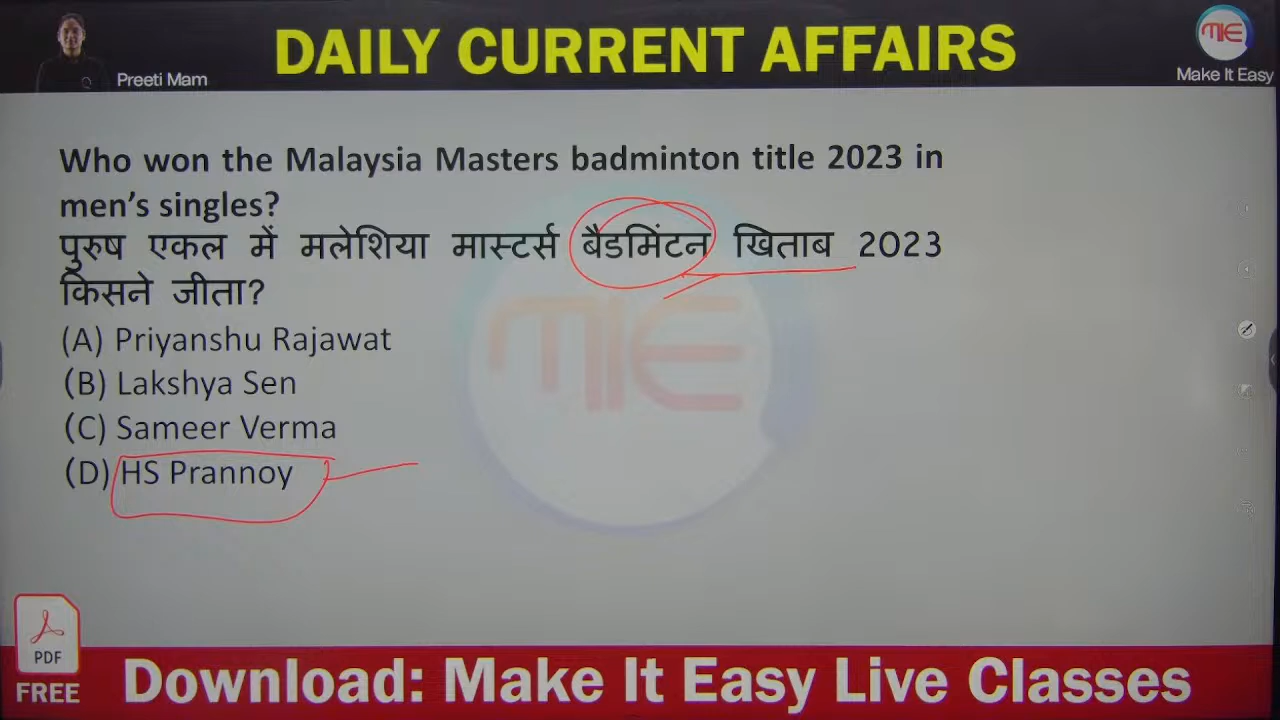 DAILY CURRENT AFFAIRS
Preeti Mam
MIE
Make It Easy
Who won the Malaysia Masters badminton title 2023 in
men’s singles?
पुरुष एकल में मलेशिया मास्टर्स बैडमिंटन खिताब 2023
किसने जीता?
(A) Priyanshu Rajawat
(B) Lakshya Sen
(C) Sameer Verma
(D) HS Prannoy
MIE
PDF
FREE
Download: Make It Easy Live Classes